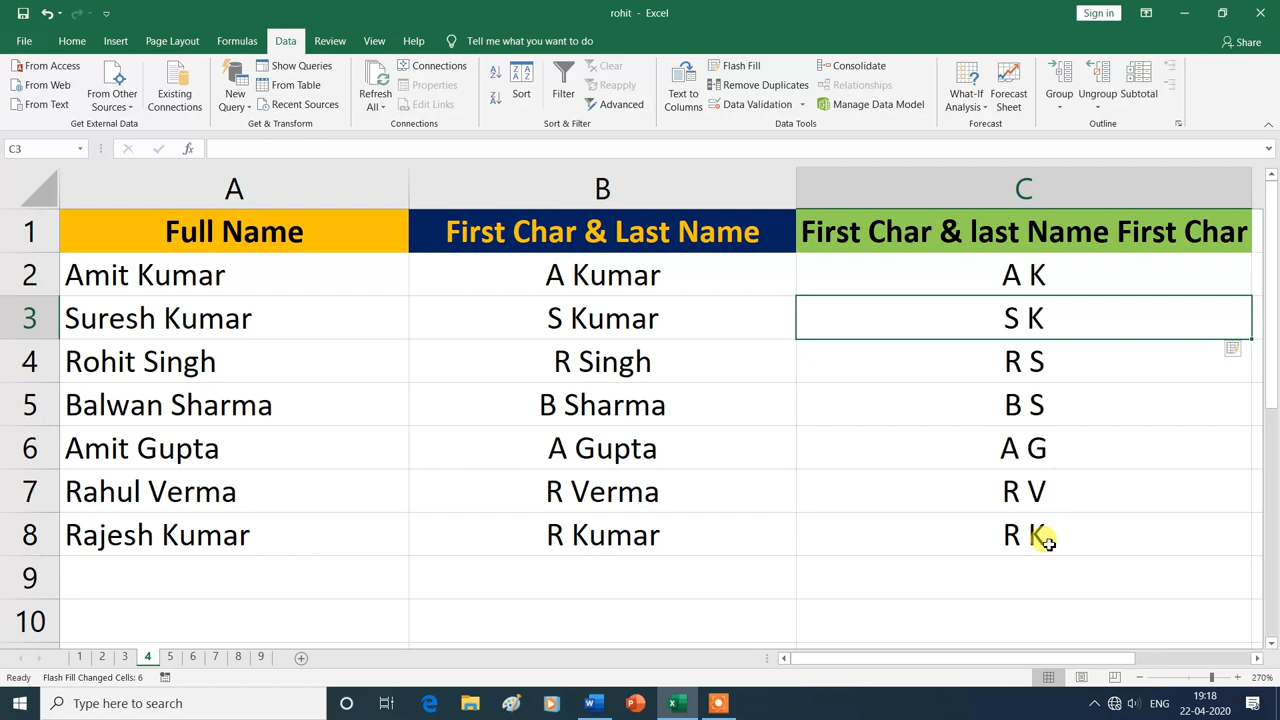 rohit - Excel
Sign in
File Home Insert Page Layout Formulas Data Review View Help Tell me what you want to do Share
From Access
From Web
From Text
From Other Sources
Existing Connections
Get External Data
New Query
Show Queries
From Table
Recent Sources
Get & Transform
Refresh All
Connections
Properties
Edit Links
Connections
Sort
Filter
Clear
Reapply
Advanced
Sort & Filter
Text to Columns
Flash Fill
Remove Duplicates
Data Validation
Consolidate
Relationships
Manage Data Model
Data Tools
What-If Analysis
Forecast Sheet
Forecast
Group
Ungroup
Subtotal
Outline
C3 fx
A B C
1 Full Name First Char & Last Name First Char & last Name First Char
2 Amit Kumar A Kumar A K
3 Suresh Kumar S Kumar S K
4 Rohit Singh R Singh R S
5 Balwan Sharma B Sharma B S
6 Amit Gupta A Gupta A G
7 Rahul Verma R Verma R V
8 Rajesh Kumar R Kumar R K
9
10
1 2 3 4 5 6 7 8 9
Ready Flash Fill Changed Cells: 6 270%
Type here to search
ENG
19:18
22-04-2020